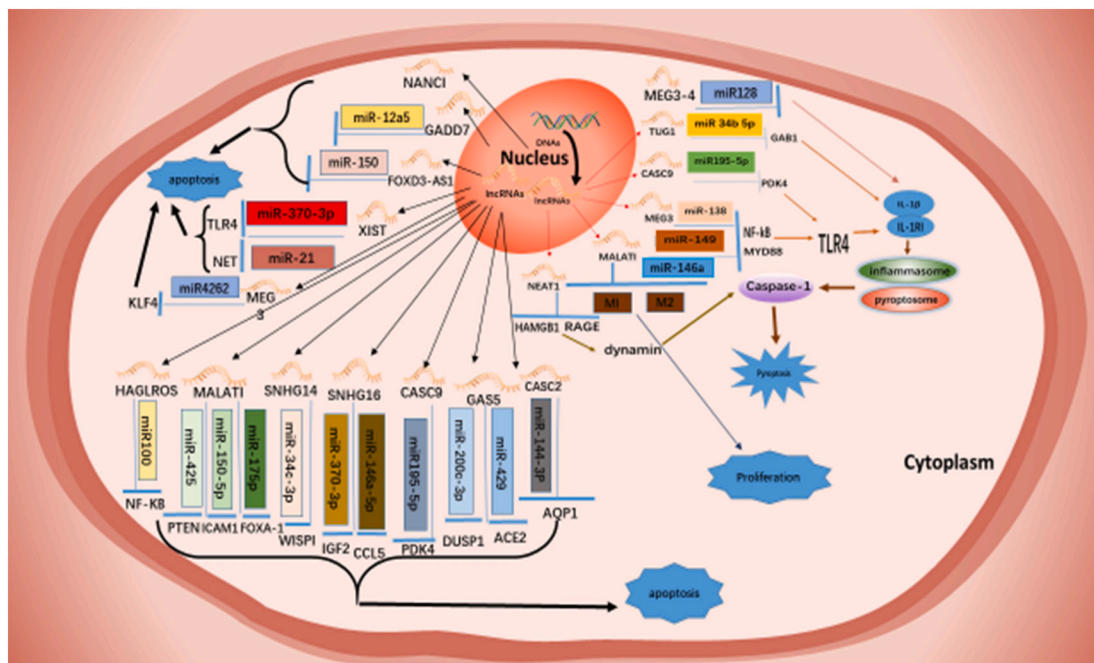 NANCI
miR-12a5
GADD7
miR-150
FOXD3-AS1
apoptosis
TLR4
miR-370-3p
XIST
NET
miR-21
KLF4
miR4262
MEG
3
DNAs
Nucleus
lncRNAs
lncRNAs
MEG3-4
miR128
TUG1
miR 34b 5p
GAB1
CASC9
miR195-5p
PDK4
MEG3
miR-138
miR-149
NF-kB
MYD88
TLR4
MALATI
miR-146a
NEAT1
MI
M2
HAMGB1
RAGE
dynamin
IL-1β
IL-1RI
inflammasome
pyroptosome
Caspase-1
Pyroptosis
Proliferation
Cytoplasm
HAGLROS
MALATI
SNHG14
SNHG16
CASC9
GAS5
CASC2
miR100
miR-425
miR-150-5p
miR-175p
miR-34c-3p
miR-370-3p
miR-146a-5p
miR195-5p
miR-200c-3p
miR-429
miR-144-3P
NF-KB
PTEN
ICAM1
FOXA-1
WISPI
IGF2
CCL5
PDK4
DUSP1
ACE2
AQP1
apoptosis